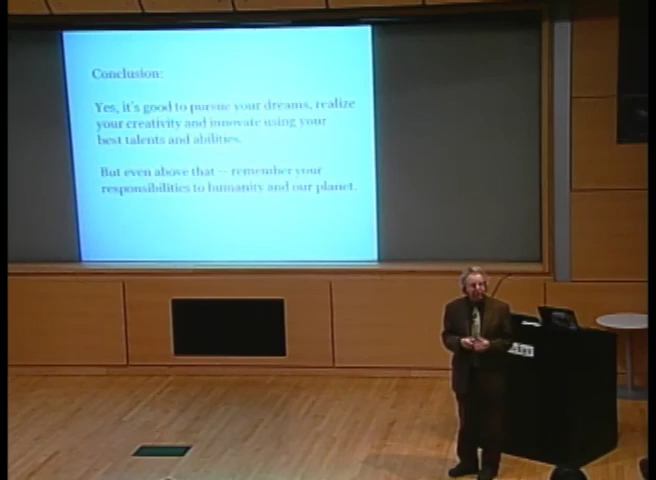 Conclusion:
Yes, it's good to pursue your dreams, realize
your creativity and innovate using your
best talents and abilities.
But even above that -- remember your
responsibilities to humanity and our planet.